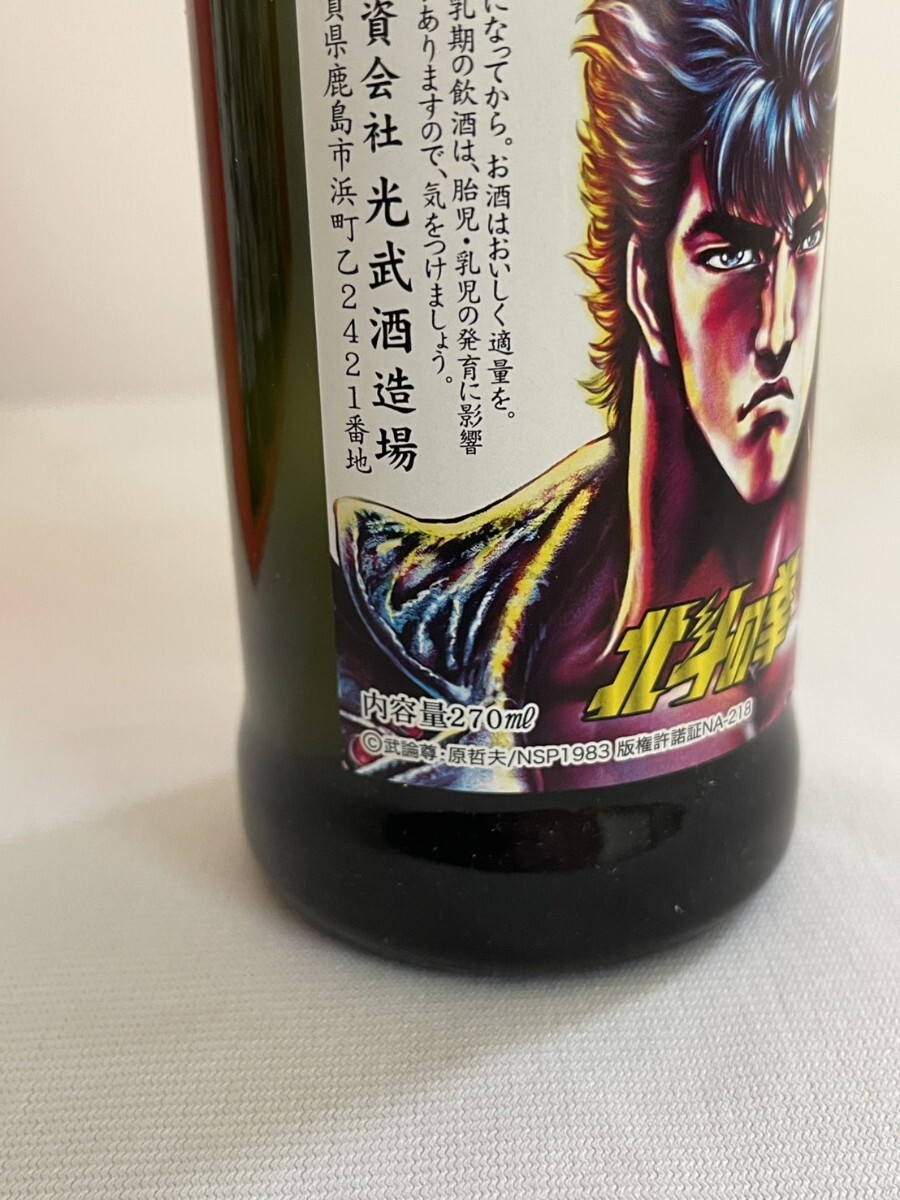 になってから。お酒はおいしく適量を。
乳期の飲酒は、胎児・乳児の発育に影響
ありますので、気をつけましょう。
資会社 光武酒造場
県鹿島市浜町乙2421番地
北斗の拳
内容量270ml
©武論尊・原哲夫/NSP1983 版権許諾証NA-218